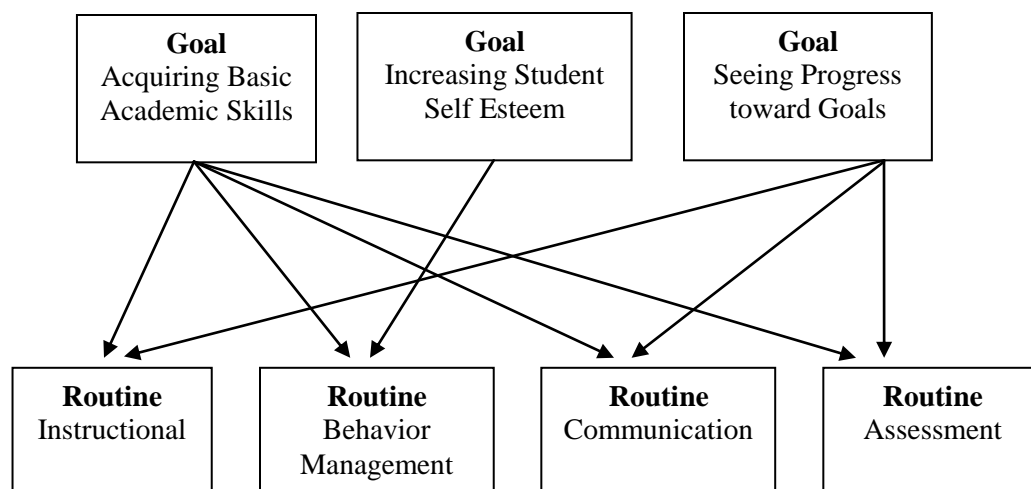 Goal
Acquiring Basic
Academic Skills
Goal
Increasing Student
Self Esteem
Goal
Seeing Progress
toward Goals
Routine
Instructional
Routine
Behavior
Management
Routine
Communication
Routine
Assessment